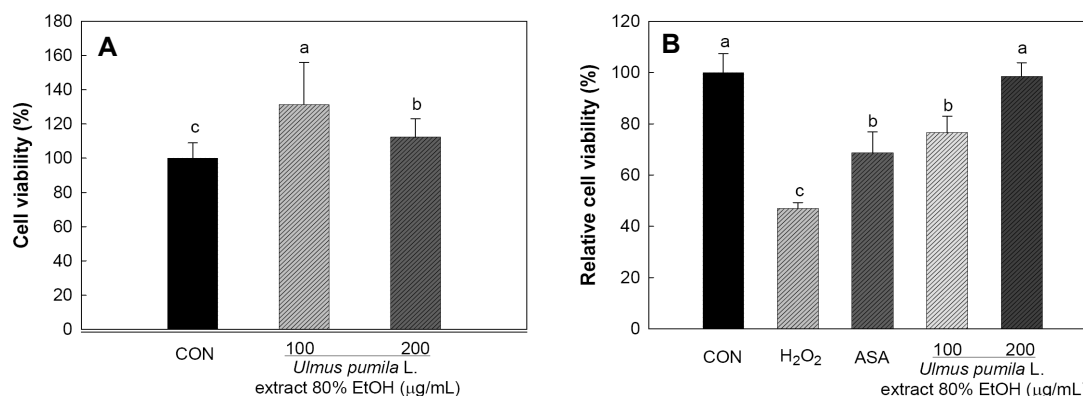 A
Cell viability (%)
180
160
140
120
100
80
60
40
20
0
c
a
b
CON
100
200
Ulmus pumila L.
extract 80% EtOH (μg/mL)
B
Relative cell viability (%)
120
100
80
60
40
20
0
a
c
b
b
a
CON
H₂O₂
ASA
100
200
Ulmus pumila L.
extract 80% EtOH (μg/mL)